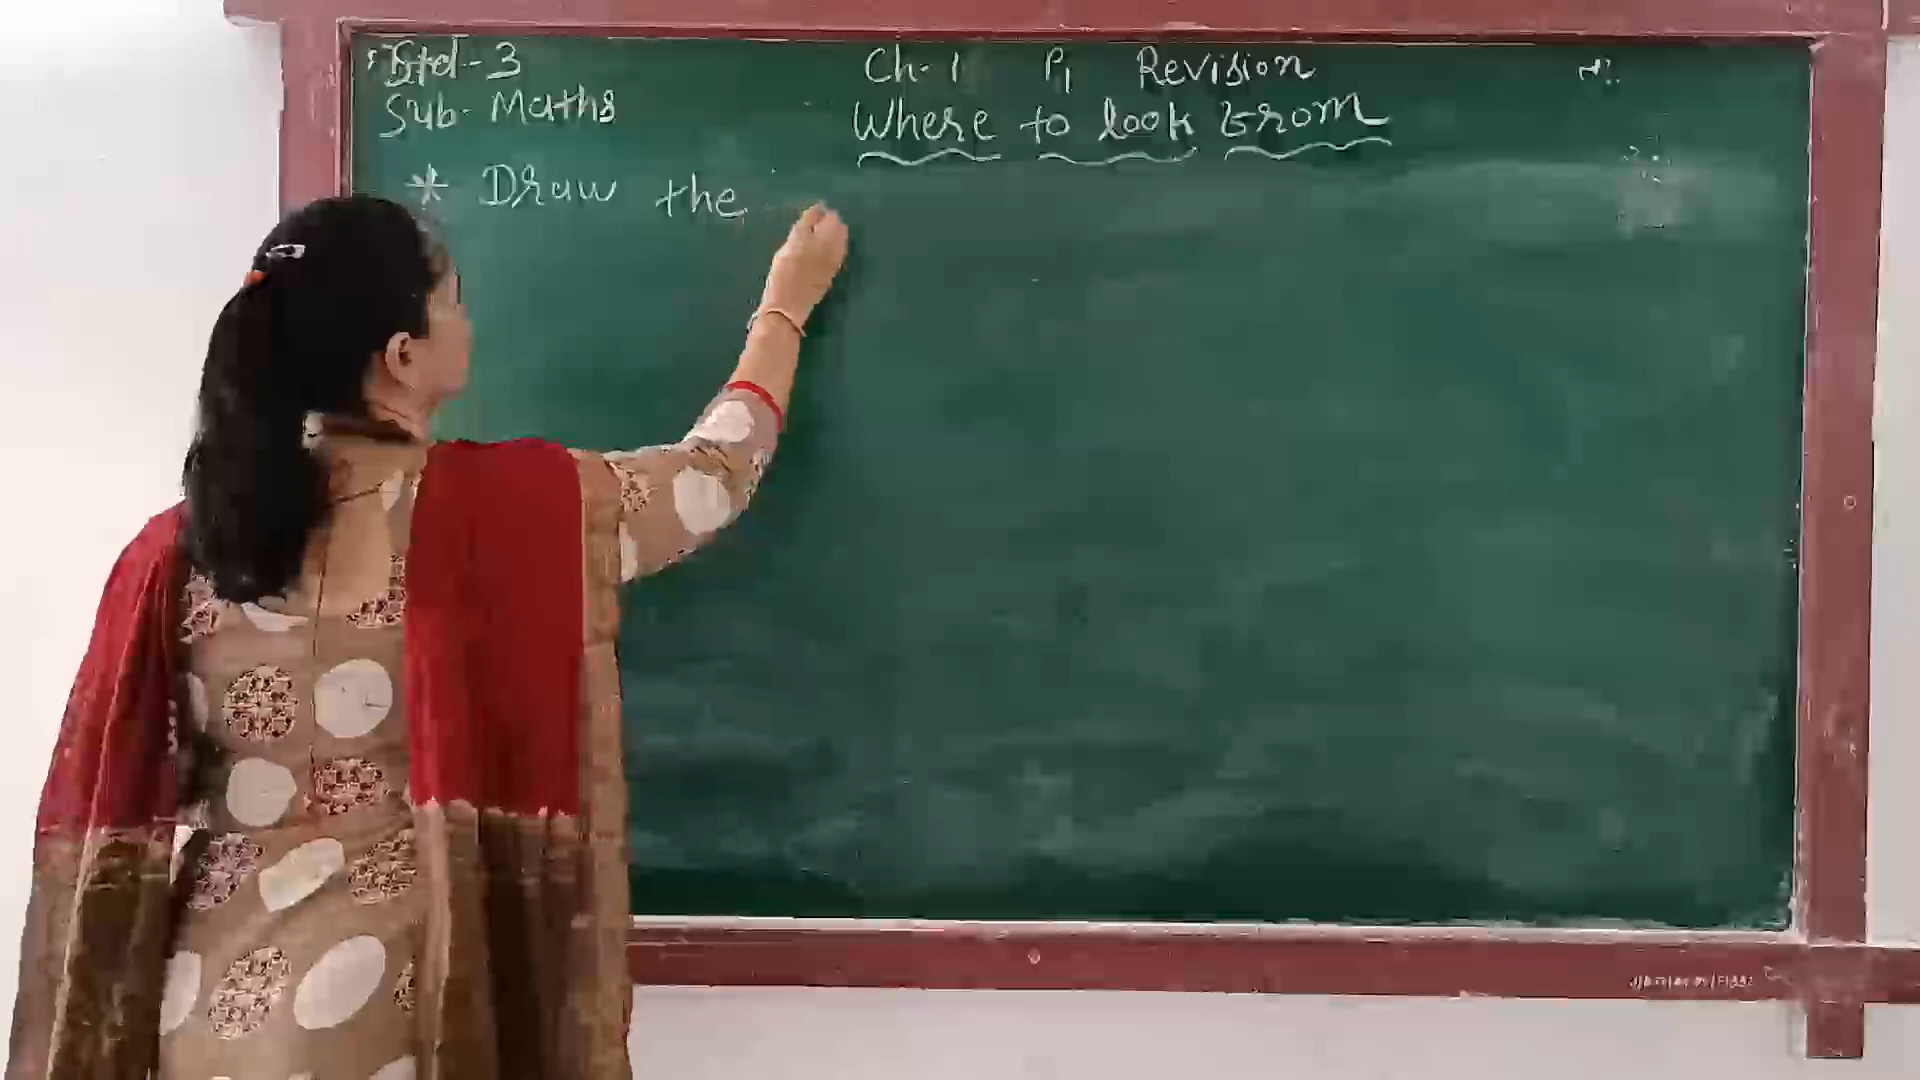 Std-3
Ch-1 P1 Revision
Sub-Maths
Where to look From
* Draw the